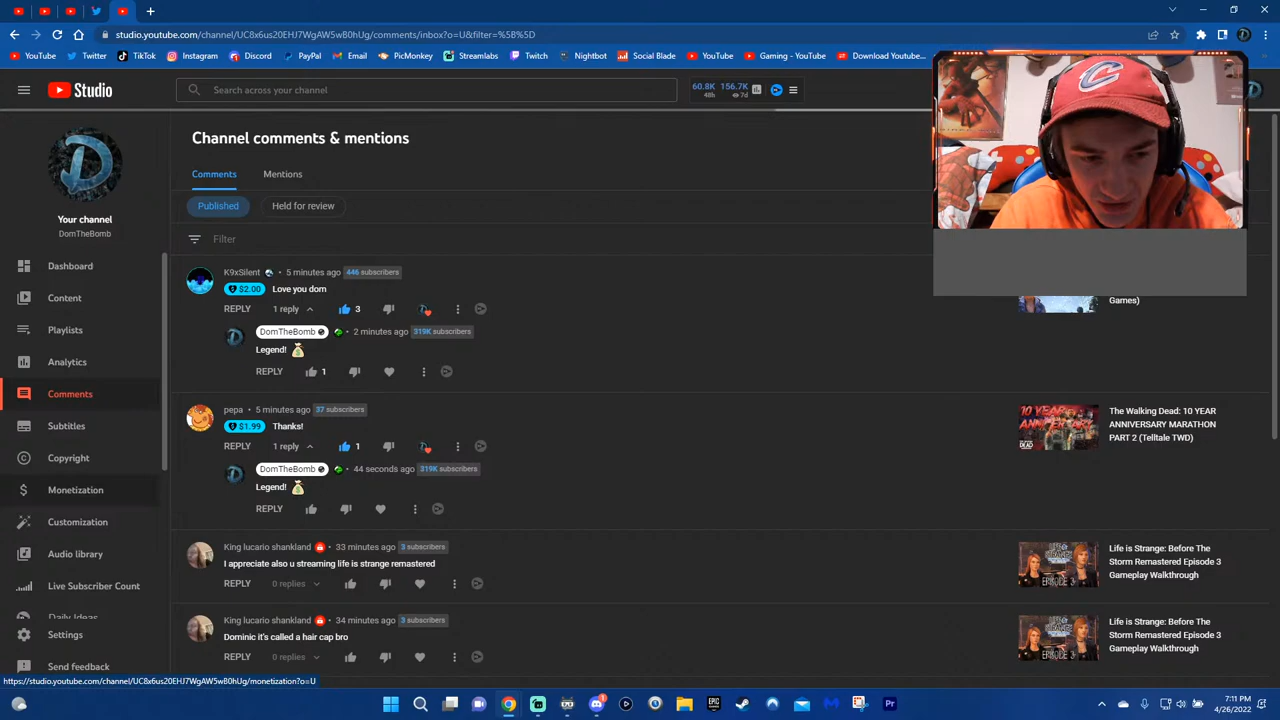 studio.youtube.com/channel/UC8x6us20EHJ7WgAWB0bHUg/comments/inbox?o=U&filter=%5B%5D
YouTube Twitter TikTok Instagram Discord PayPal Email PicMonkey Streamlabs Twitch Nightbot Social Blade YouTube Gaming - YouTube Download Youtube...
Studio
Search across your channel
60.8K 48h 156.7K 7d
Your channel
DomTheBomb
Dashboard
Content
Playlists
Analytics
Comments
Subtitles
Copyright
Monetization
Customization
Audio library
Live Subscriber Count
Daily Ideas
Settings
Send feedback
Channel comments & mentions
Comments Mentions
Published Held for review
Filter
K9xSilent • 5 minutes ago 446 subscribers
$2.00 Love you dom
REPLY 1 reply 3
DomTheBomb • 2 minutes ago 319K subscribers
Legend!
REPLY 1
Games)
pepa • 5 minutes ago 37 subscribers
$1.99 Thanks!
REPLY 1 reply 1
DomTheBomb • 44 seconds ago 319K subscribers
Legend!
REPLY
The Walking Dead: 10 YEAR
ANNIVERSARY MARATHON
PART 2 (Telltale TWD)
King lucario shankland • 33 minutes ago 3 subscribers
I appreciate also u streaming life is strange remastered
REPLY 0 replies
Life is Strange: Before The
Storm Remastered Episode 3
Gameplay Walkthrough
King lucario shankland • 34 minutes ago 3 subscribers
Dominic it's called a hair cap bro
REPLY 0 replies
Life is Strange: Before The
Storm Remastered Episode 3
Gameplay Walkthrough
https://studio.youtube.com/channel/UC8x6us20EHJ7WgAWB0bHUg/monetization?o=U
7:11 PM
4/26/2022